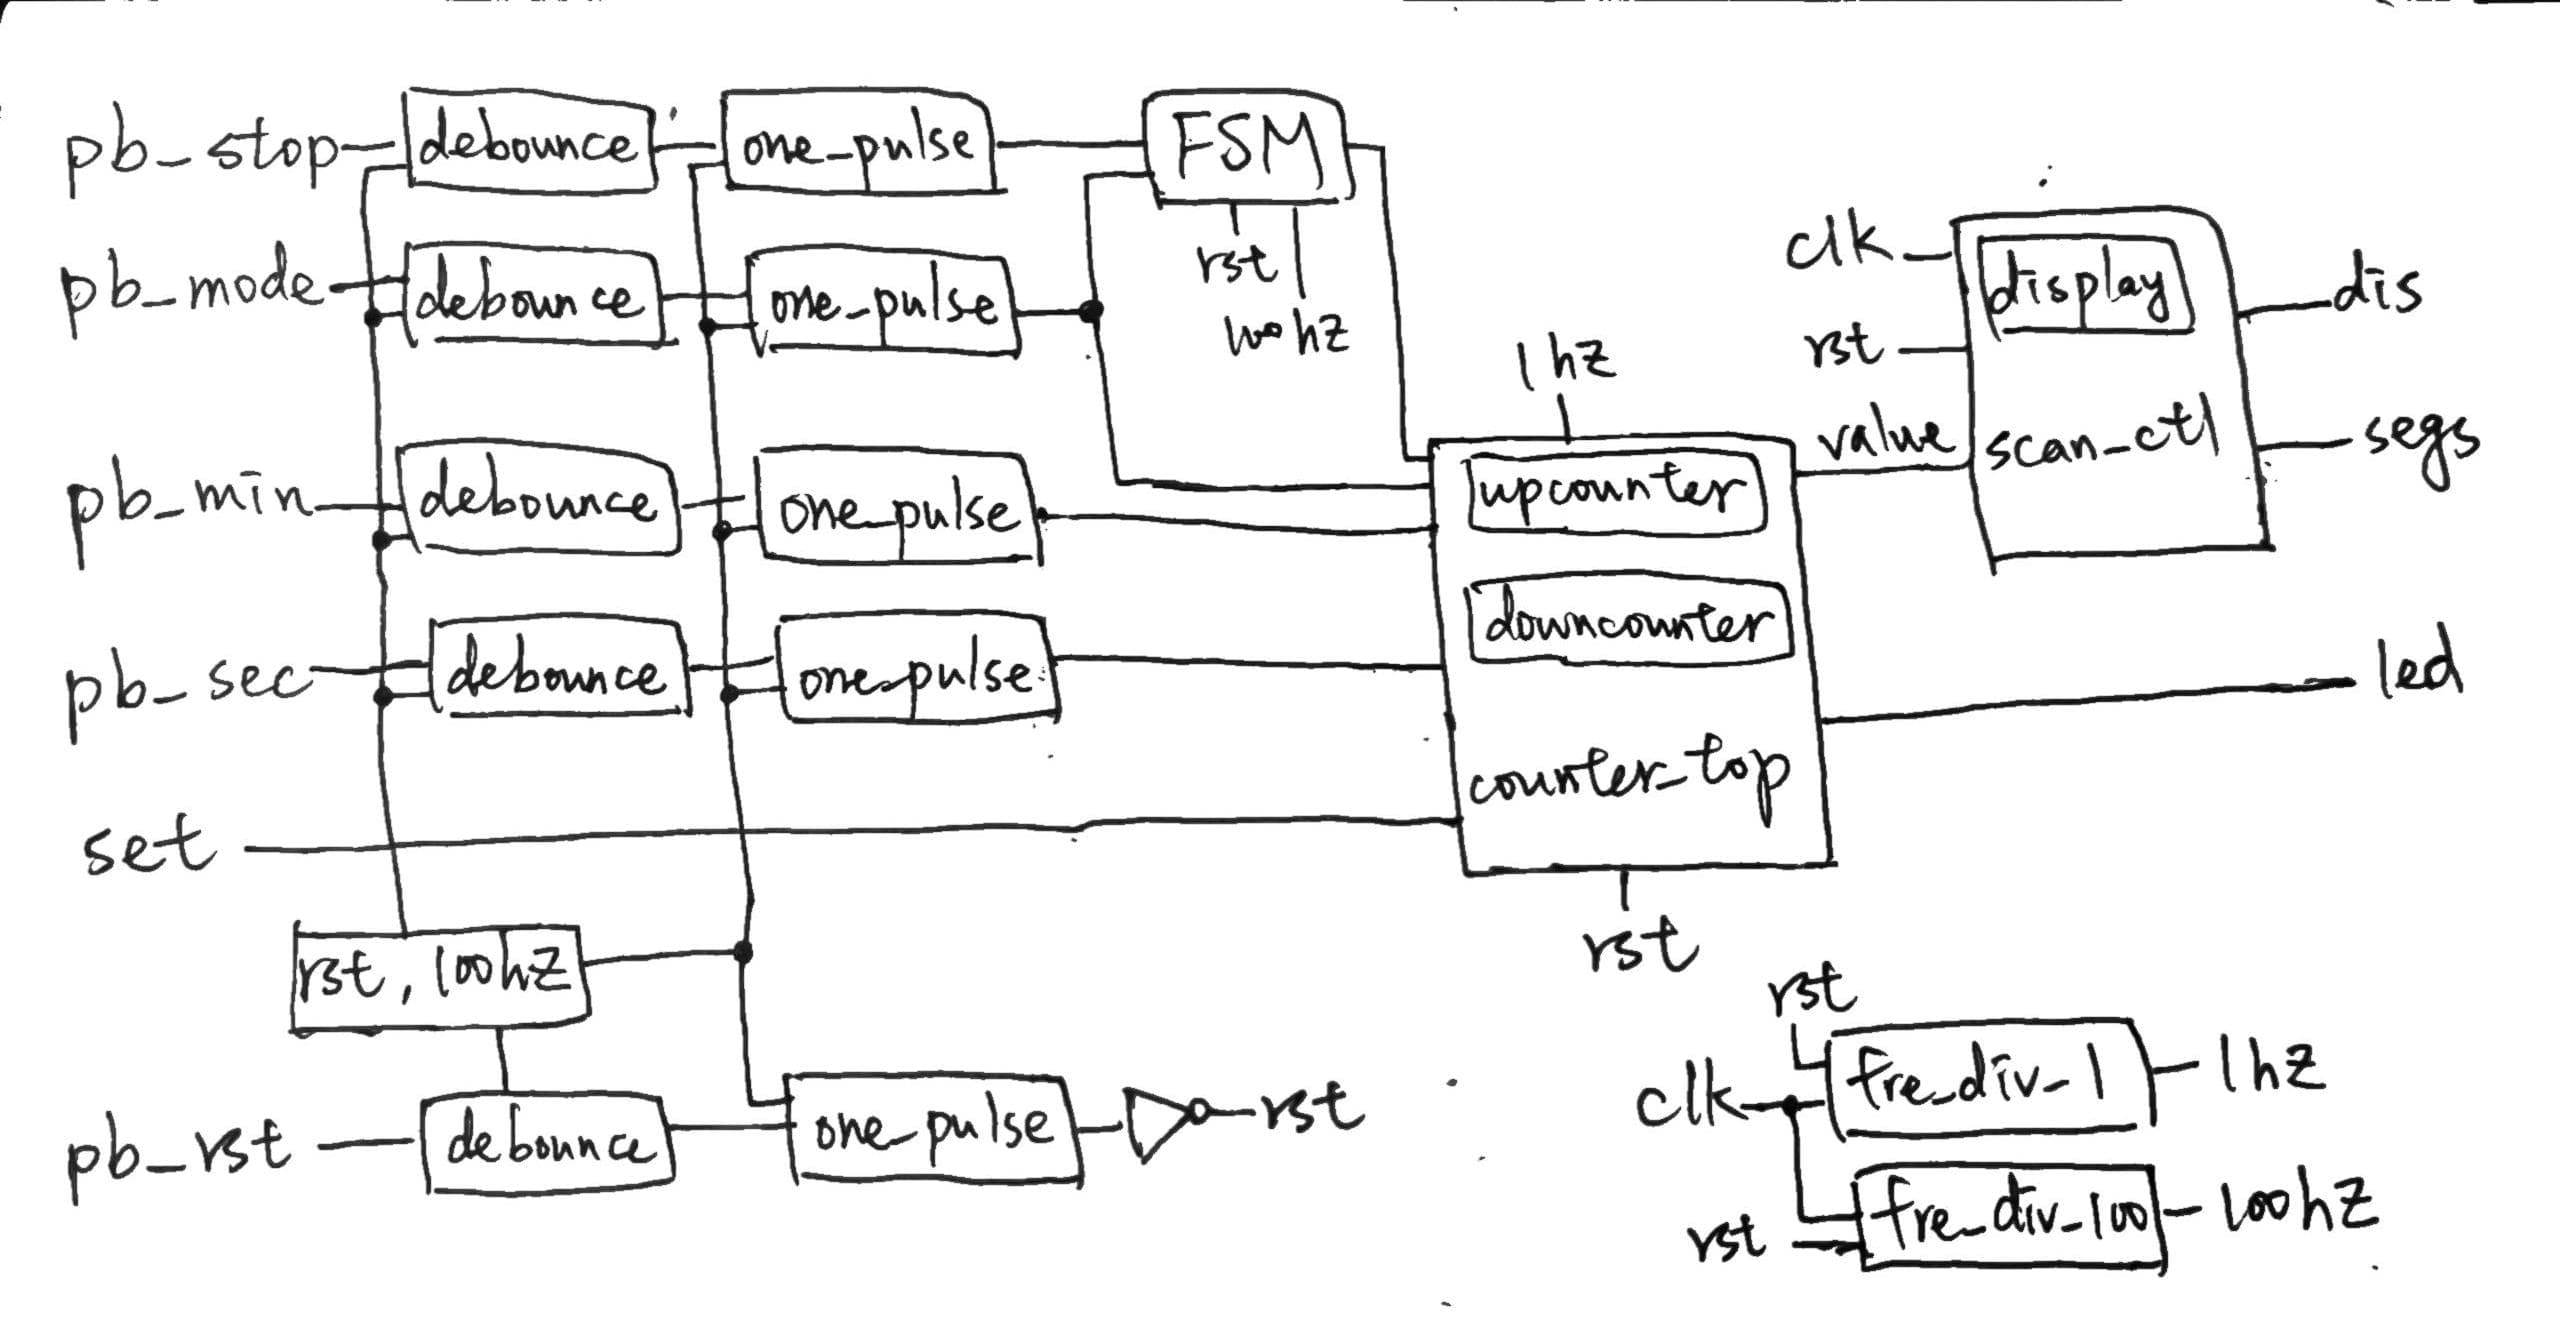 pb_stop debounce one_pulse FSM
rst
100hz
pb_mode debounce one_pulse
pb_min debounce one_pulse
pb_sec debounce one_pulse
set
rst, 100hz
pb_rst debounce one_pulse rst
1hz
upcounter
downcounter
counter_top
rst
clk
rst
value
display
scan_ctl
dis
segs
led
rst
clk fre_div_1 1hz
rst fre_div_100 100hz